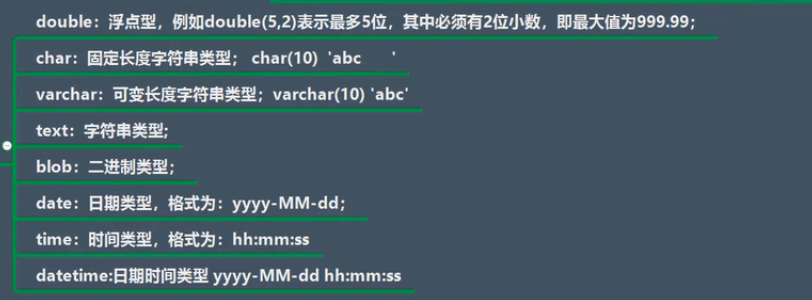 double：浮点型，例如double(5,2)表示最多5位，其中必须有2位小数，即最大值为999.99；
char：固定长度字符串类型； char(10) 'abc       '
varchar：可变长度字符串类型；varchar(10) 'abc'
text：字符串类型;
blob：二进制类型；
date：日期类型，格式为：yyyy-MM-dd；
time：时间类型，格式为：hh:mm:ss
datetime:日期时间类型 yyyy-MM-dd hh:mm:ss